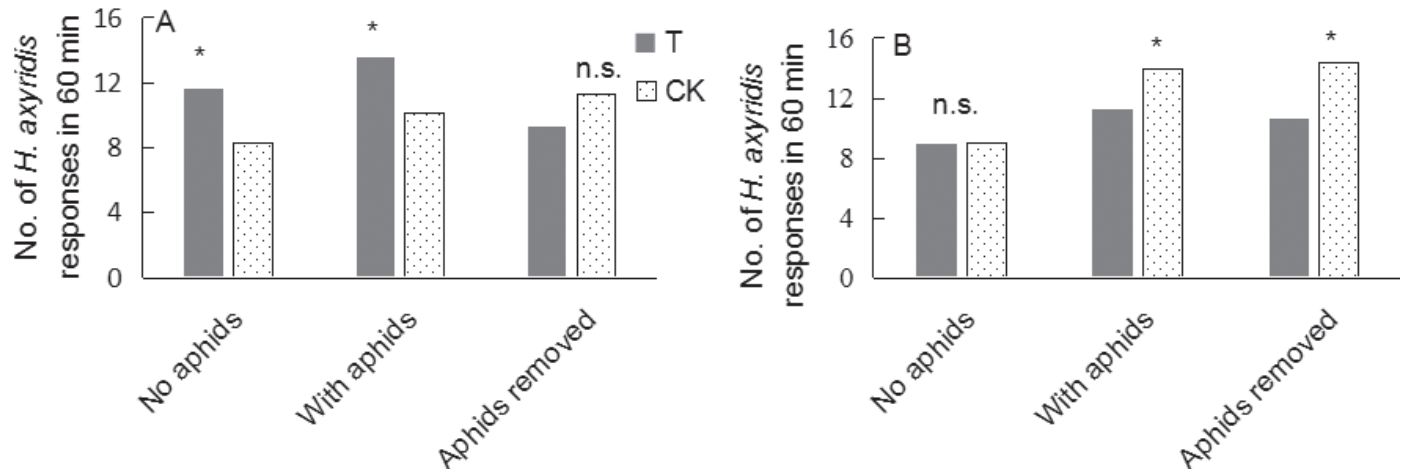 No. of H. axyridis
responses in 60 min
16
12
8
4
0
A
*
*
n.s.
T
CK
No aphids
With aphids
Aphids removed
No. of H. axyridis
responses in 60 min
16
12
8
4
0
B
n.s.
*
*
No aphids
With aphids
Aphids removed